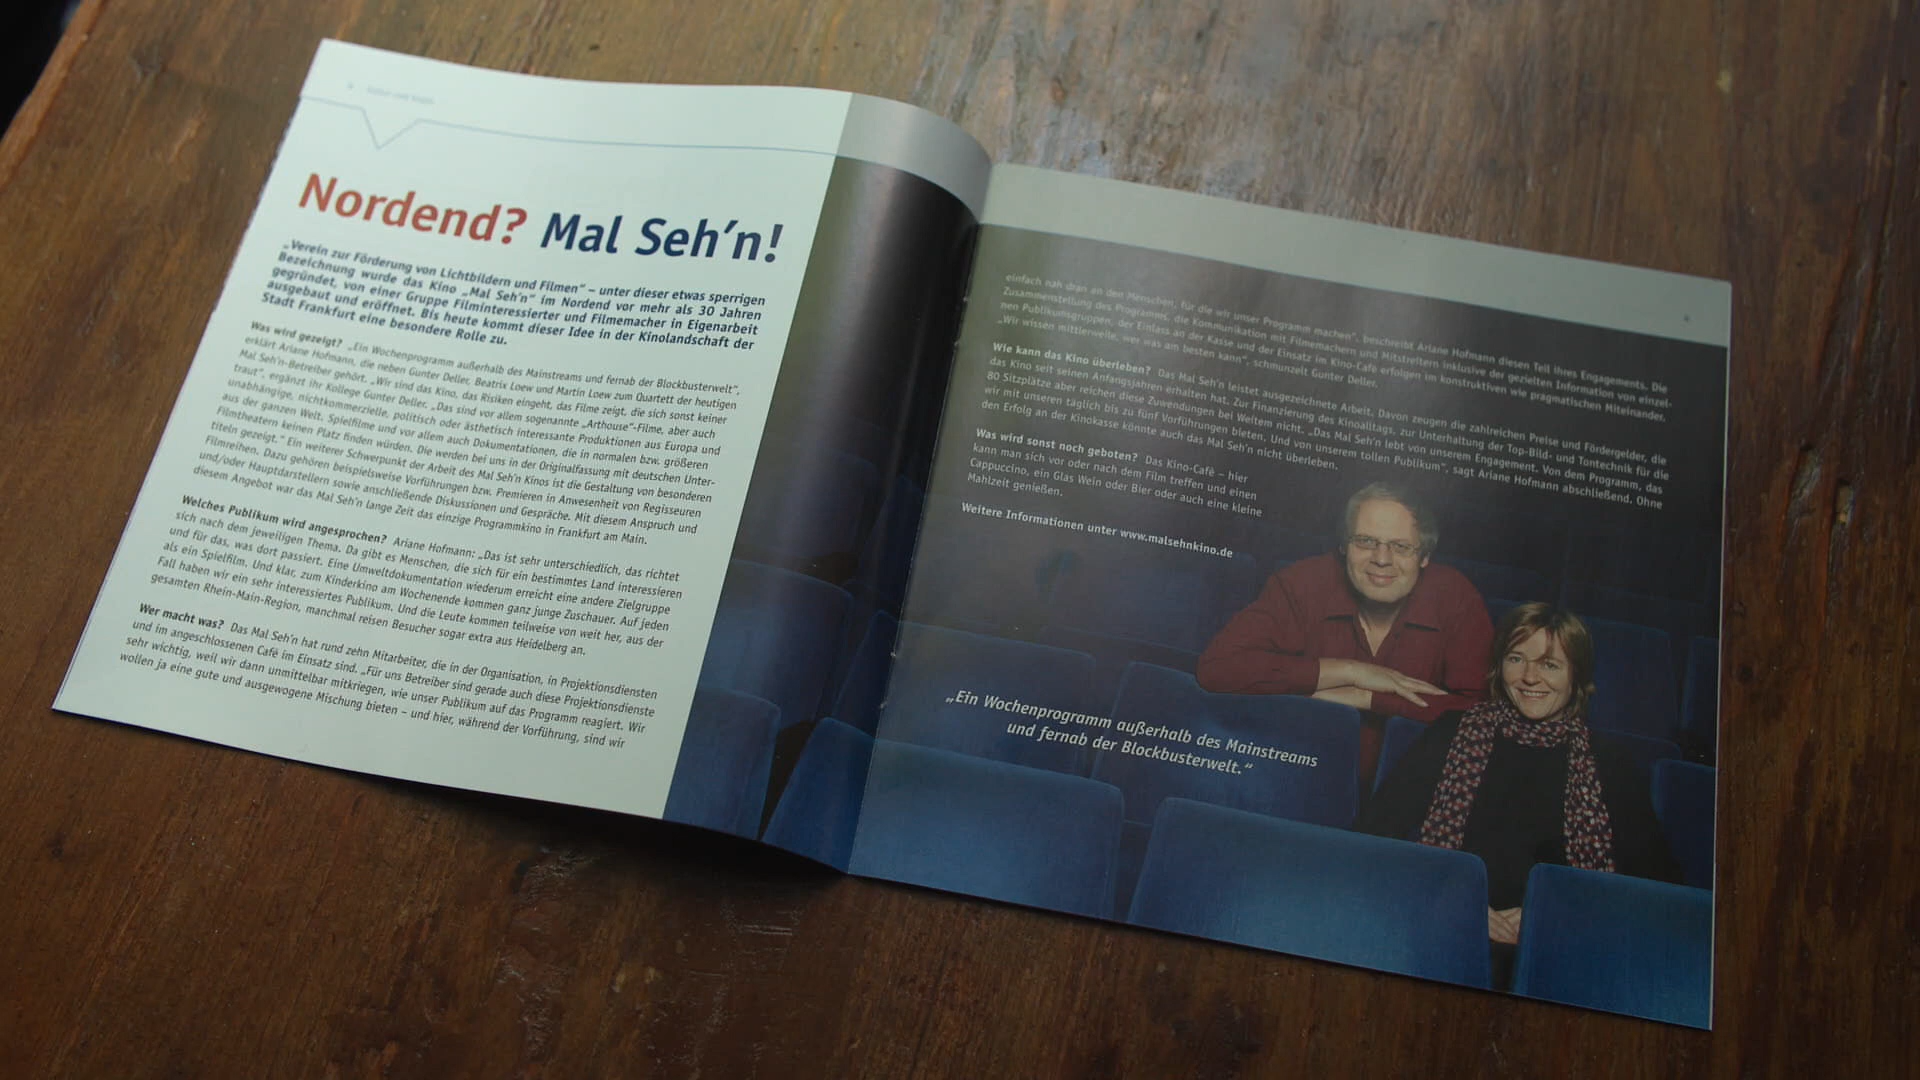 Nordend? Mal Seh’n!
„Verein zur Förderung von Lichtbildern und Filmen“ – unter dieser etwas sperrigen
Bezeichnung wurde das Kino „Mal Seh’n“ im Nordend vor mehr als 30 Jahren
gegründet, von einer Gruppe Filminteressierter und Filmemacher in Eigenarbeit
ausgebaut und eröffnet. Bis heute kommt dieser Idee in der Kinolandschaft der
Stadt Frankfurt eine besondere Rolle zu.
Was wird gezeigt? „Ein Wochenprogramm außerhalb des Mainstreams und fernab der Blockbusterwelt“,
erklärt Ariane Hofmann, die neben Gunter Deller, Beatrix Loew und Martin Loew zum Quartett der heutigen
Mal Seh’n-Betreiber gehört. „Wir sind das Kino, das Risiken eingeht, das Filme zeigt, die sich sonst keiner
traut“, ergänzt ihr Kollege Gunter Deller. „Das sind vor allem sogenannte „Arthouse“-Filme, aber auch
unabhängige, nichtkommerzielle, politisch oder ästhetisch interessante Produktionen aus Europa und
aus der ganzen Welt. Spielfilme und vor allem auch Dokumentationen, die in normalen bzw. größeren
Filmtheatern keinen Platz finden würden. Die werden bei uns in der Originalfassung mit deutschen Unter-
titeln gezeigt.“ Ein weiterer Schwerpunkt der Arbeit des Mal Seh’n Kinos ist die Gestaltung von besonderen
Filmreihen. Dazu gehören beispielsweise Vorführungen bzw. Premieren in Anwesenheit von Regisseuren
und/oder Hauptdarstellern sowie anschließende Diskussionen und Gespräche. Mit diesem Anspruch und
diesem Angebot war das Mal Seh’n lange Zeit das einzige Programmkino in Frankfurt am Main.
Welches Publikum wird angesprochen? Ariane Hofmann: „Das ist sehr unterschiedlich, das richtet
sich nach dem jeweiligen Thema. Da gibt es Menschen, die sich für ein bestimmtes Land interessieren
und für das, was dort passiert. Eine Umweltdokumentation wiederum erreicht eine andere Zielgruppe
als ein Spielfilm. Und klar, zum Kinderkino am Wochenende kommen ganz junge Zuschauer. Auf jeden
Fall haben wir ein sehr interessiertes Publikum. Und die Leute kommen teilweise von weit her, aus der
gesamten Rhein-Main-Region, manchmal reisen Besucher sogar extra aus Heidelberg an.
Wer macht was? Das Mal Seh’n hat rund zehn Mitarbeiter, die in der Organisation, in Projektionsdiensten
und im angeschlossenen Café im Einsatz sind. „Für uns Betreiber sind gerade auch diese Projektionsdienste
sehr wichtig, weil wir dann unmittelbar mitkriegen, wie unser Publikum auf das Programm reagiert. Wir
wollen ja eine gute und ausgewogene Mischung bieten – und hier, während der Vorführung, sind wir
einfach nah dran an den Menschen, für die wir unser Programm machen“, beschreibt Ariane Hofmann diesen Teil ihres Engagements. Die
Zusammenstellung des Programms, die Kommunikation mit Filmemachern und Mitstreitern inklusive der gezielten Information von einzel-
nen Publikumsgruppen, der Einlass an der Kasse und der Einsatz im Kino-Café erfolgen im konstruktiven wie pragmatischen Miteinander.
„Wir wissen mittlerweile, wer was am besten kann“, schmunzelt Gunter Deller.
Wie kann das Kino überleben? Das Mal Seh’n leistet ausgezeichnete Arbeit. Davon zeugen die zahlreichen Preise und Fördergelder, die
das Kino seit seinen Anfangsjahren erhalten hat. Zur Finanzierung des Kinoalltags, zur Unterhaltung der Top-Bild- und Tontechnik für die
80 Sitzplätze aber reichen diese Zuwendungen bei Weitem nicht. „Das Mal Seh’n lebt von unserem Engagement. Von dem Programm, das
wir mit unseren täglich bis zu fünf Vorführungen bieten. Und von unserem tollen Publikum“, sagt Ariane Hofmann abschließend. Ohne
den Erfolg an der Kinokasse könnte auch das Mal Seh’n nicht überleben.
Was wird sonst noch geboten? Das Kino-Café – hier
kann man sich vor oder nach dem Film treffen und einen
Cappuccino, ein Glas Wein oder Bier oder auch eine kleine
Mahlzeit genießen.
Weitere Informationen unter www.malsehnkino.de
„Ein Wochenprogramm außerhalb des Mainstreams
und fernab der Blockbusterwelt.“